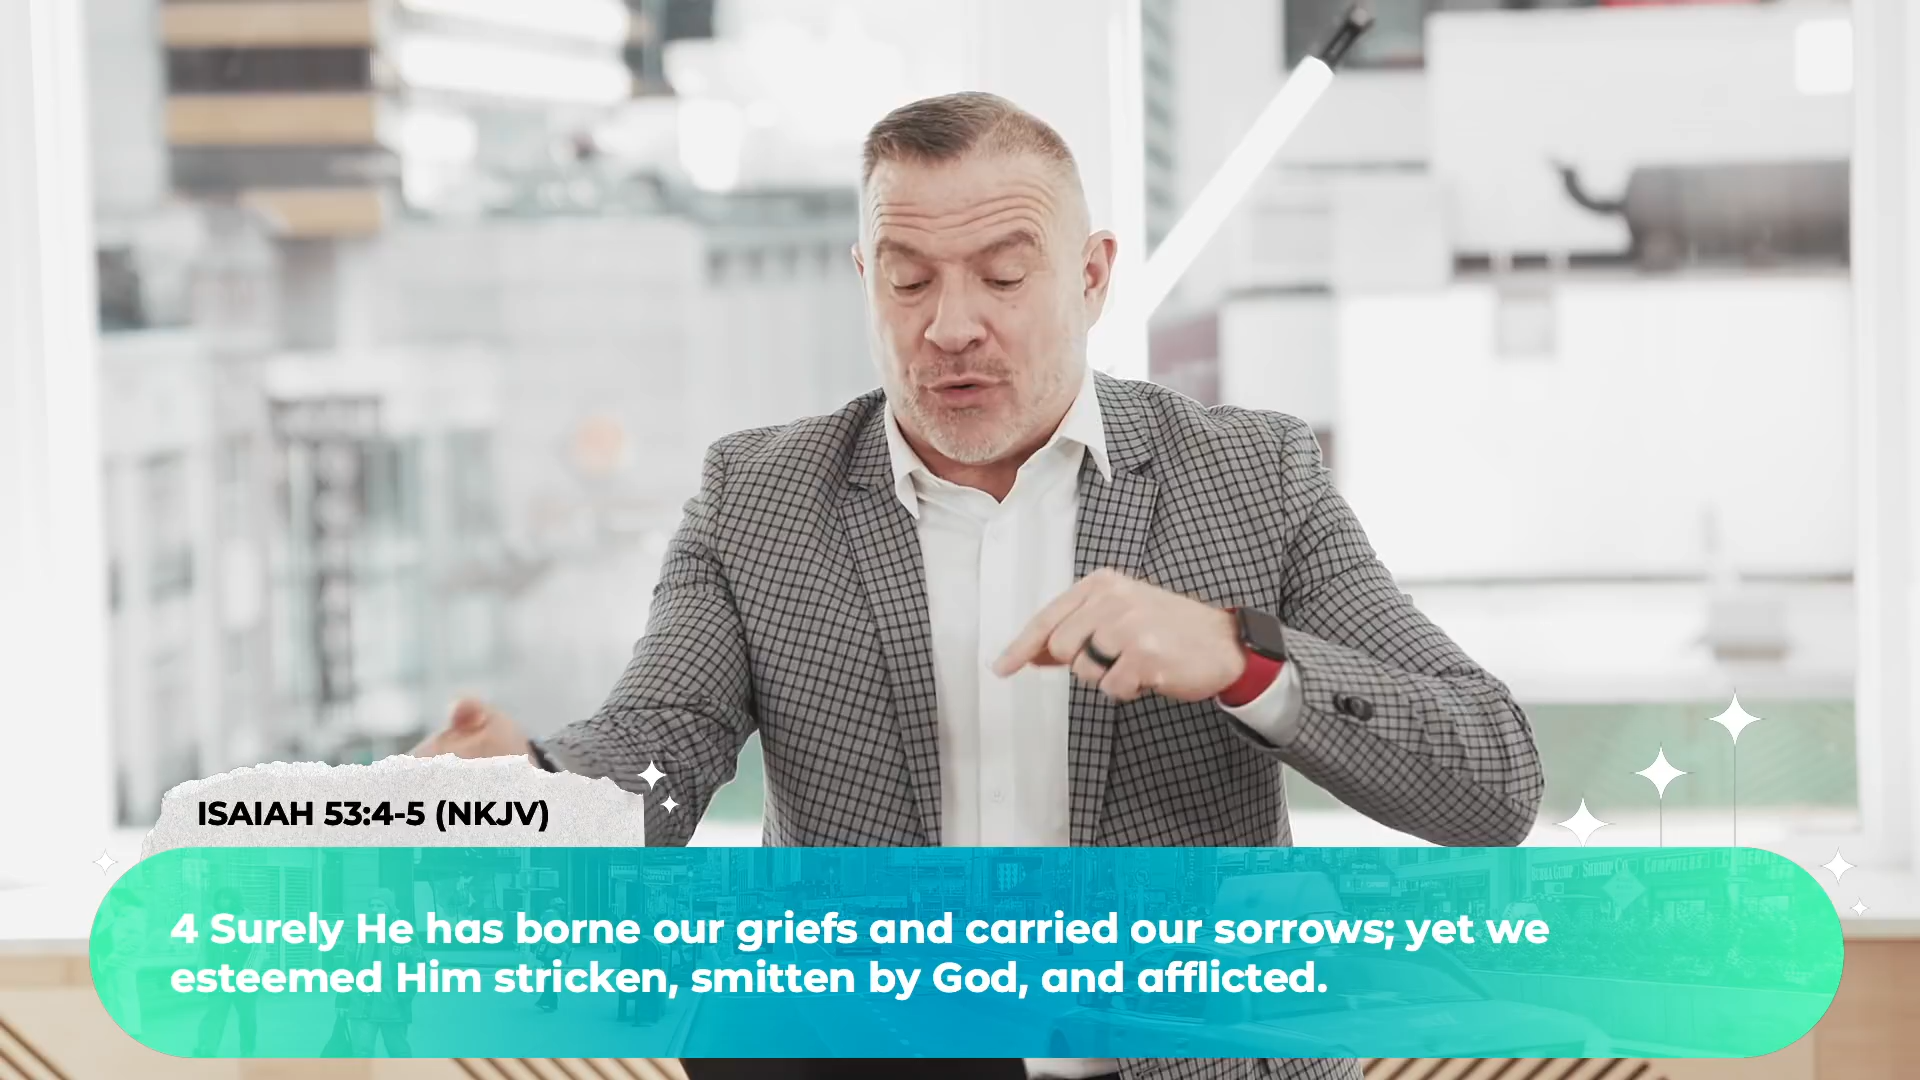 ISAIAH 53:4-5 (NKJV)
4 Surely He has borne our griefs and carried our sorrows; yet we
esteemed Him stricken, smitten by God, and afflicted.